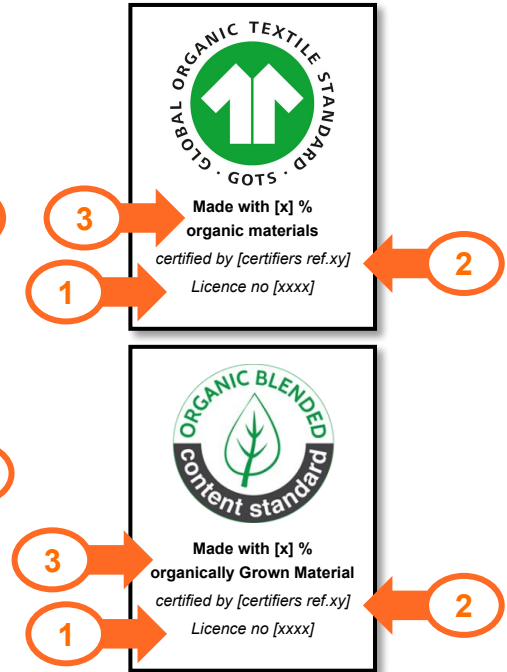 GLOBAL ORGANIC TEXTILE STANDARD
· GOTS ·
3
Made with [x] %
organic materials
certified by [certifiers ref.xy]
2
1
Licence no [xxxx]
ORGANIC BLENDED
content standard
3
Made with [x] %
organically Grown Material
certified by [certifiers ref.xy]
2
1
Licence no [xxxx]